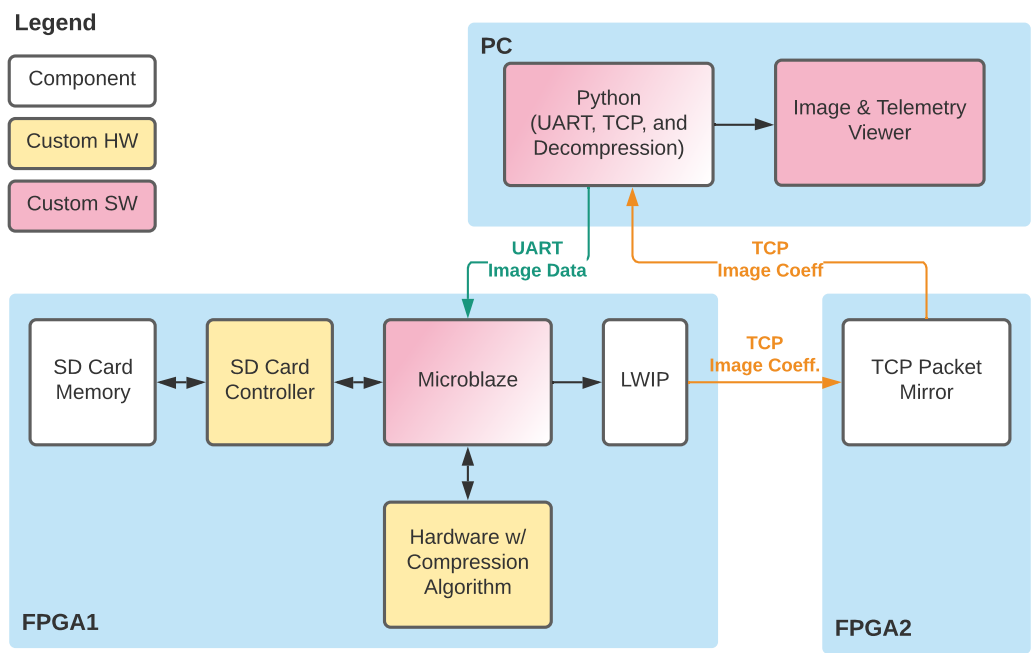 Legend
Component
Custom HW
Custom SW
PC
Python
(UART, TCP, and
Decompression)
Image & Telemetry
Viewer
UART
Image Data
TCP
Image Coeff
SD Card
Memory
SD Card
Controller
Microblaze
LWIP
TCP
Image Coeff.
TCP Packet
Mirror
Hardware w/
Compression
Algorithm
FPGA1
FPGA2